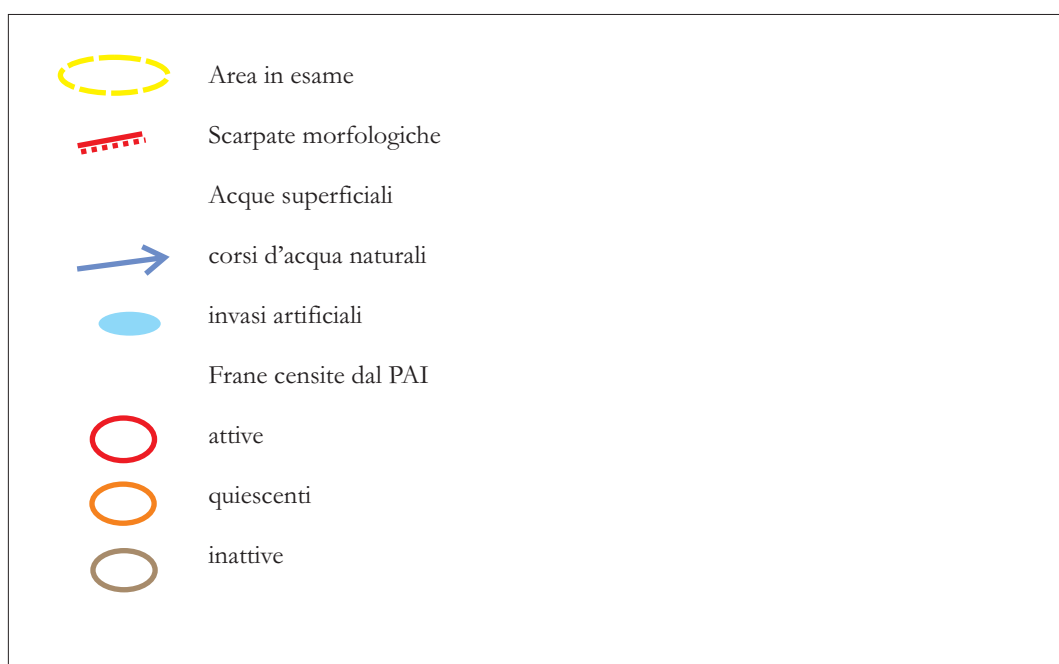 Area in esame
Scarpate morfologiche
Acque superficiali
corsi d’acqua naturali
invasi artificiali
Frane censite dal PAI
attive
quiescenti
inattive